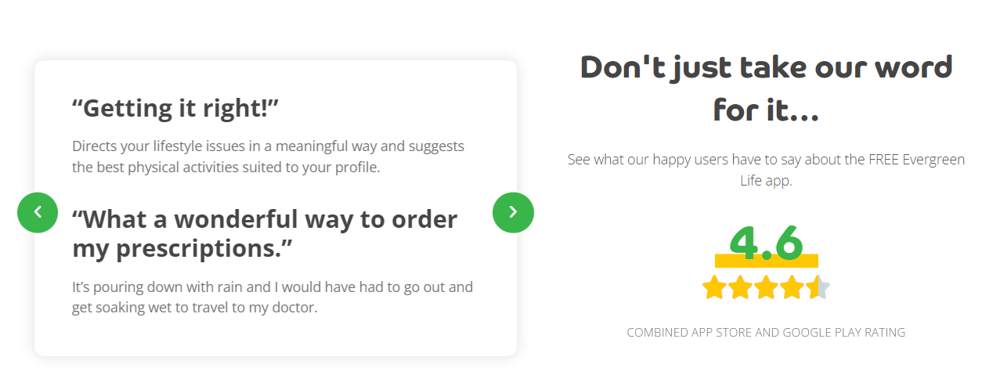 “Getting it right!”
Directs your lifestyle issues in a meaningful way and suggests
the best physical activities suited to your profile.
“What a wonderful way to order
my prescriptions.”
It’s pouring down with rain and I would have had to go out and
get soaking wet to travel to my doctor.
Don't just take our word
for it...
See what our happy users have to say about the FREE Evergreen
Life app.
4.6
COMBINED APP STORE AND GOOGLE PLAY RATING